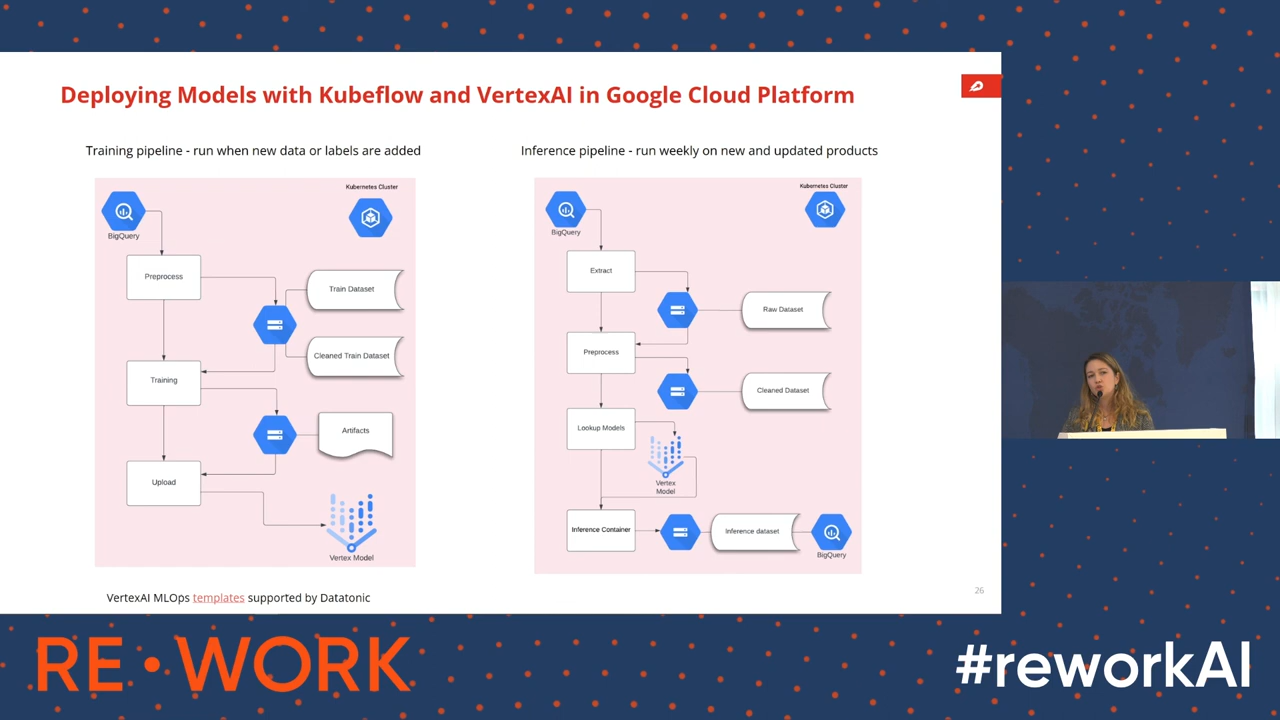 Deploying Models with Kubeflow and VertexAI in Google Cloud Platform
Training pipeline - run when new data or labels are added
Kubernetes Cluster
BigQuery
Preprocess
Train Dataset
Cleaned Train Dataset
Training
Artifacts
Upload
Vertex Model
VertexAI MLOps templates supported by Datatonic
Inference pipeline - run weekly on new and updated products
Kubernetes Cluster
BigQuery
Extract
Raw Dataset
Preprocess
Cleaned Dataset
Lookup Models
Vertex
Model
Inference Container
Inference dataset
BigQuery
26
RE•WORK
#reworkAI